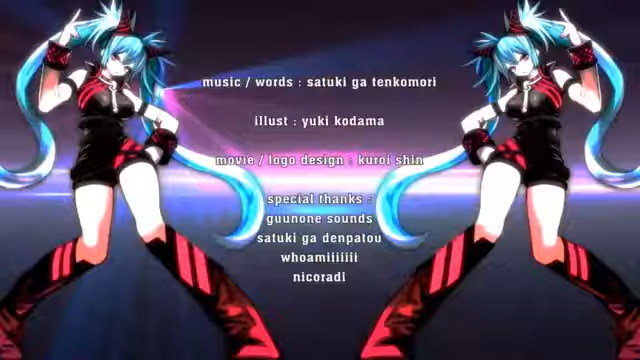 music / words : satuki ga tenkomori
illust : yuki kodama
movie / logo design : kuroi shin
special thanks :
guunone sounds
satuki ga denpatou
whoamiiiiii
nicoradi